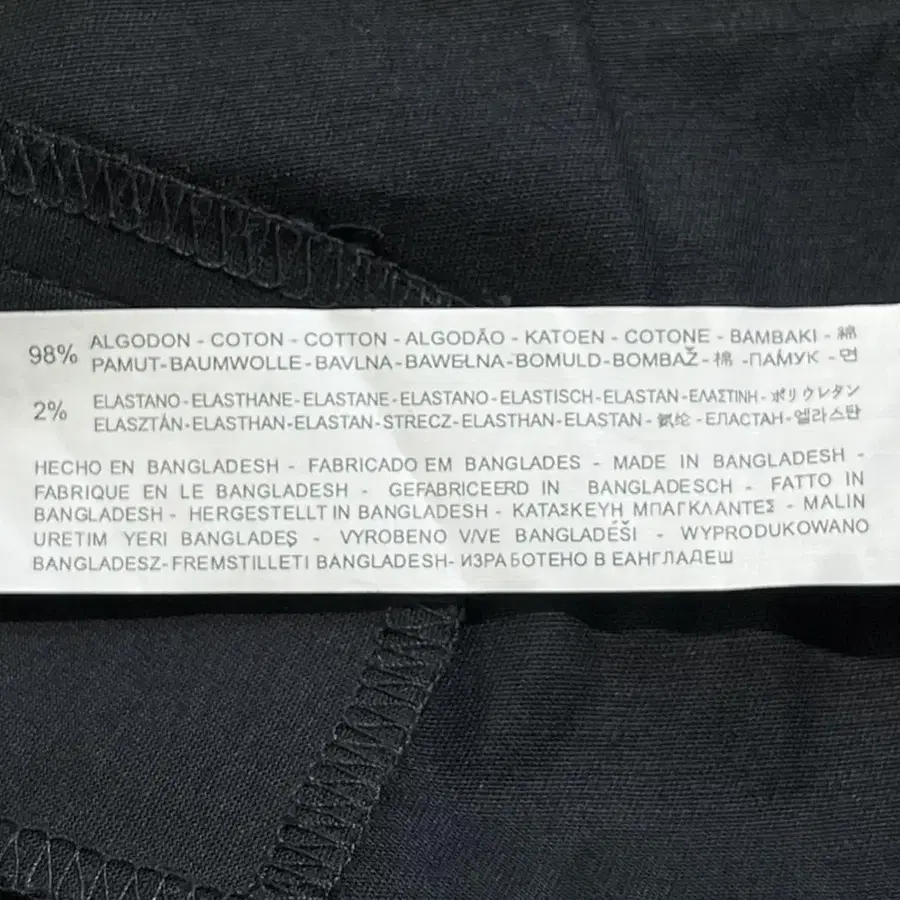 98% ALGODON - COTON - COTTON - ALGODÃO - KATOEN - COTONE - BAMBAKI - 綿
PAMUT-BAUMWOLLE-BAVLNA-BAWEŁNA-BOMULD-BOMBAŽ-棉-ПАМУК - 면
2% ELASTANO-ELASTHANE-ELASTANE-ELASTANO-ELASTISCH-ELASTAN-ΕΛΑΣΤΙΝΗ-ポリウレタン
ELASZTÁN-ELASTHAN-ELASTAN-STRECZ-ELASTHAN-ELASTAN-氨纶-ЕЛАСТАН-엘라스탄
HECHO EN BANGLADESH - FABRICADO EM BANGLADES - MADE IN BANGLADESH -
FABRIQUE EN LE BANGLADESH - GEFABRICEERD IN BANGLADESCH - FATTO IN
BANGLADESH - HERGESTELLT IN BANGLADESH - ΚΑΤΑΣΚΕΥΗ ΜΠΑΓΚΛΑΝΤΕΣ - MALIN
URETIM YERI BANGLADEŞ - VYROBENO V/VE BANGLADÉŠI - WYPRODUKOWANO
BANGLADESZ-FREMSTILLETI BANGLADESH-ИЗРАБОТЕНО В ЕАНГЛАДЕШ